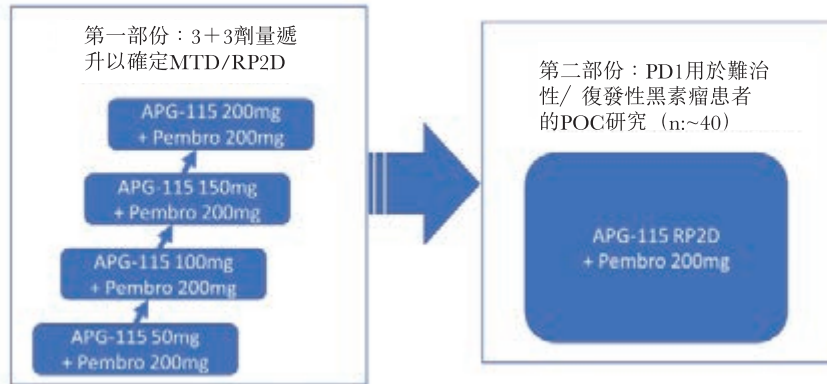 第一部份：3＋3劑量遞
升以確定MTD/RP2D
APG-115 200mg
+ Pembro 200mg
APG-115 150mg
+ Pembro 200mg
APG-115 100mg
+ Pembro 200mg
APG-115 50mg
+ Pembro 200mg
第二部份：PD1用於難治
性/ 復發性黑素瘤患者
的POC研究（n:~40）
APG-115 RP2D
+ Pembro 200mg